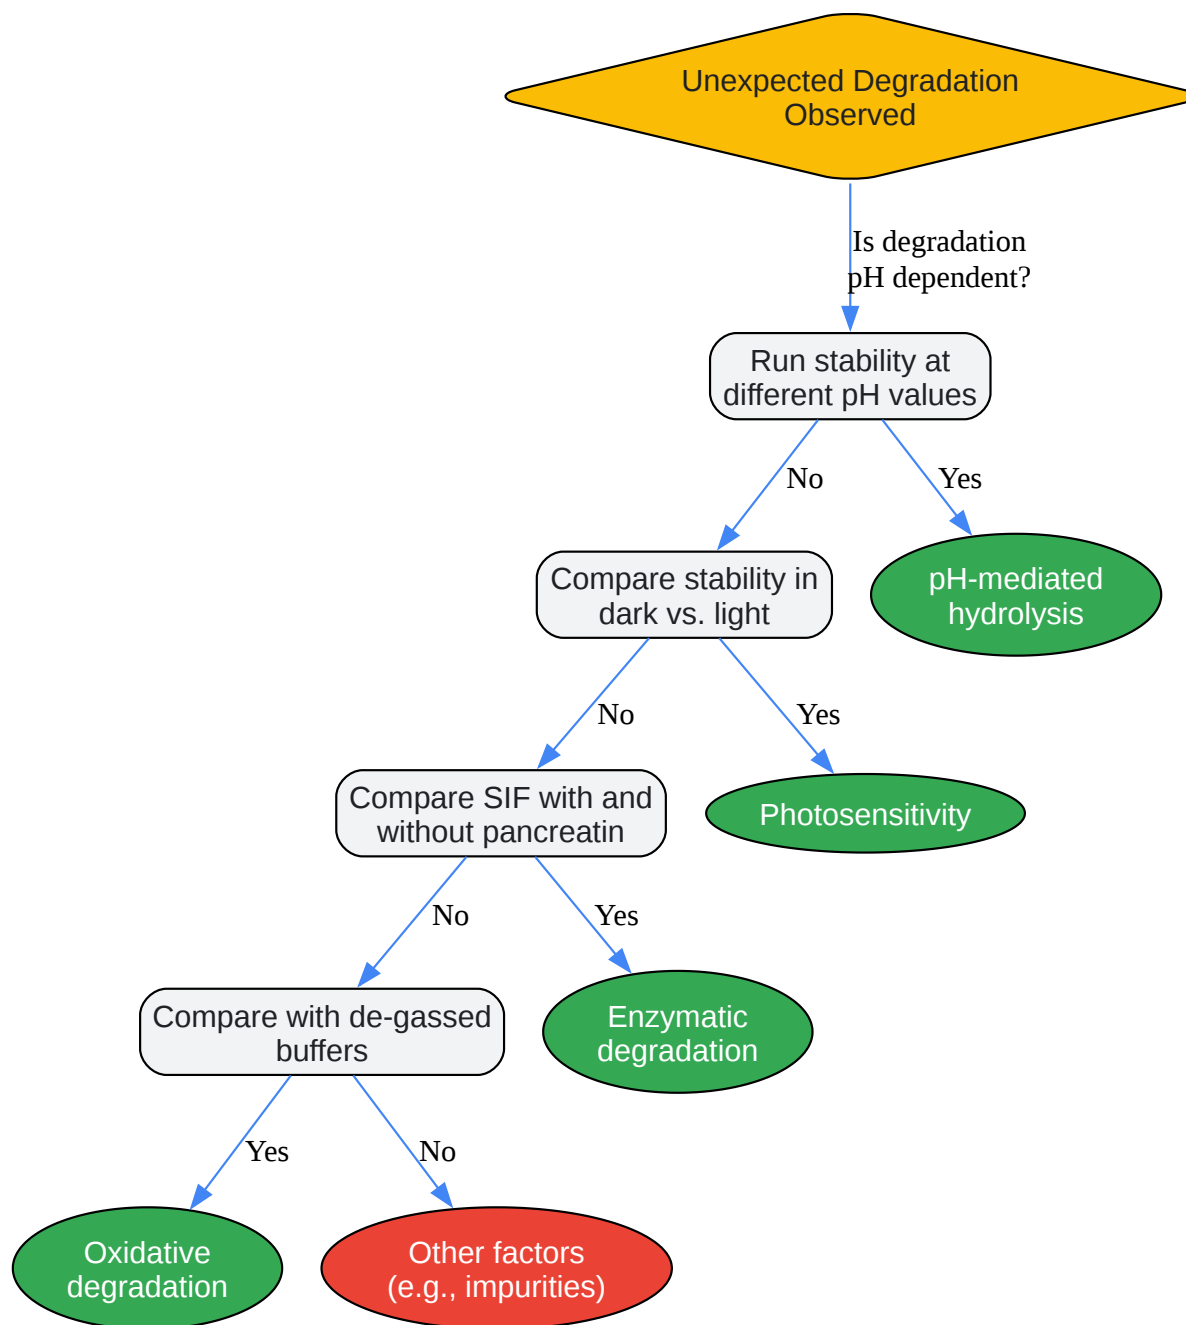 Unexpected Degradation
Observed
Is degradation
pH dependent?
Run stability at
different pH values
No
Yes
Compare stability in
dark vs. light
pH-mediated
hydrolysis
No
Yes
Compare SIF with and
without pancreatin
Photosensitivity
No
Yes
Compare with de-gassed
buffers
Enzymatic
degradation
Yes
No
Oxidative
degradation
Other factors
(e.g., impurities)